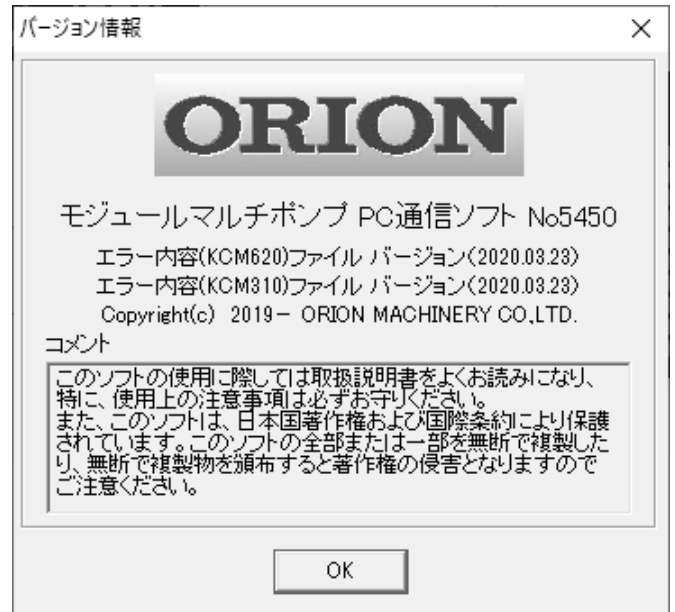 バージョン情報
ORION
モジュールマルチポンプ PC通信ソフト No5450
エラー内容(KCM620)ファイル バージョン(2020.03.23)
エラー内容(KCM310)ファイル バージョン(2020.03.23)
Copyright(c) 2019- ORION MACHINERY CO.,LTD.
コメント
このソフトの使用に際しては取扱説明書をよくお読みになり、
特に、使用上の注意事項は必ずお守りください。
また、このソフトは、日本国著作権および国際条約により保護
されています。このソフトの全部または一部を無断で複製した
り、無断で複製物を頒布すると著作権の侵害となりますので
ご注意ください。
OK